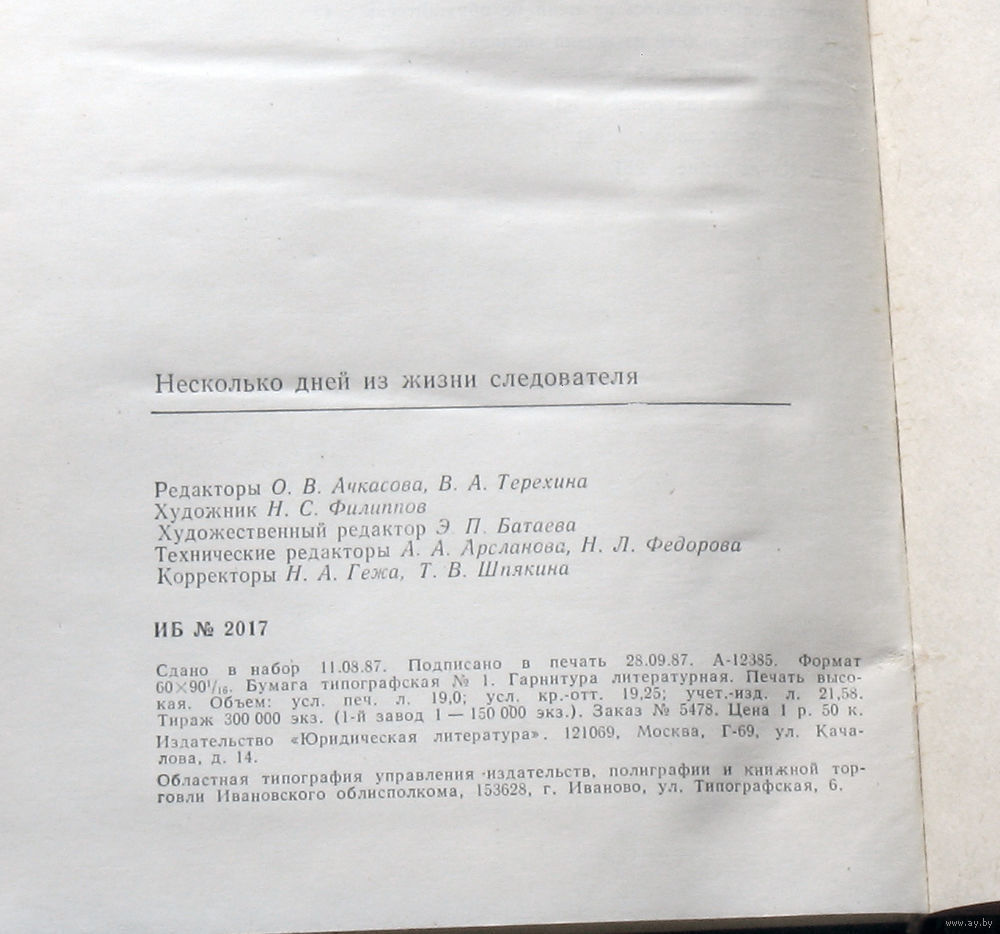 Несколько дней из жизни следователя
Редакторы О. В. Ачкасова, В. А. Терехина
Художник Н. С. Филиппов
Художественный редактор Э. П. Батаева
Технические редакторы А. А. Арсланова, Н. Л. Федорова
Корректоры Н. А. Гежа, Т. В. Шпякина
ИБ № 2017
Сдано в набор 11.08.87. Подписано в печать 28.09.87. А-12385. Формат
60×90¹/₁₆. Бумага типографская № 1. Гарнитура литературная. Печать высо-
кая. Объем: усл. печ. л. 19,0; усл. кр.-отт. 19,25; учет.-изд. л. 21,58.
Тираж 300 000 экз. (1-й завод 1 — 150 000 экз.). Заказ № 5478. Цена 1 р. 50 к.
Издательство «Юридическая литература». 121069, Москва, Г-69, ул. Кача-
лова, д. 14.
Областная типография управления издательств, полиграфии и книжной тор-
говли Ивановского облисполкома, 153628, г. Иваново, ул. Типографская, 6.
www.ay.by